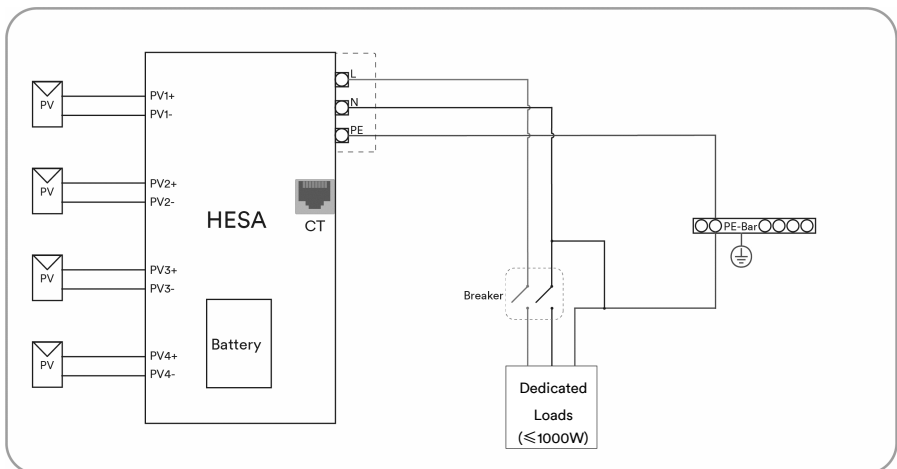 PV
PV1+
PV1-
PV
PV2+
PV2-
PV
PV3+
PV3-
PV
PV4+
PV4-
HESA
CT
Battery
L
N
PE
PE-Bar
Breaker
Dedicated
Loads
(⩽1000W)